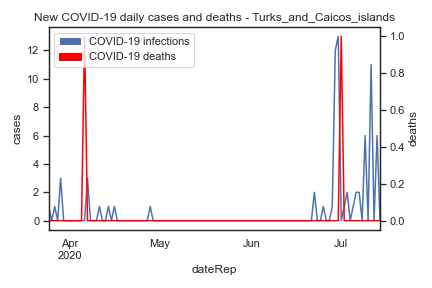 New COVID-19 daily cases and deaths - Turks_and_Caicos_islands
COVID-19 infections
COVID-19 deaths
12
10
8
6
4
2
0
cases
1.0
0.8
0.6
0.4
0.2
0.0
deaths
Apr
2020
May
Jun
Jul
dateRep